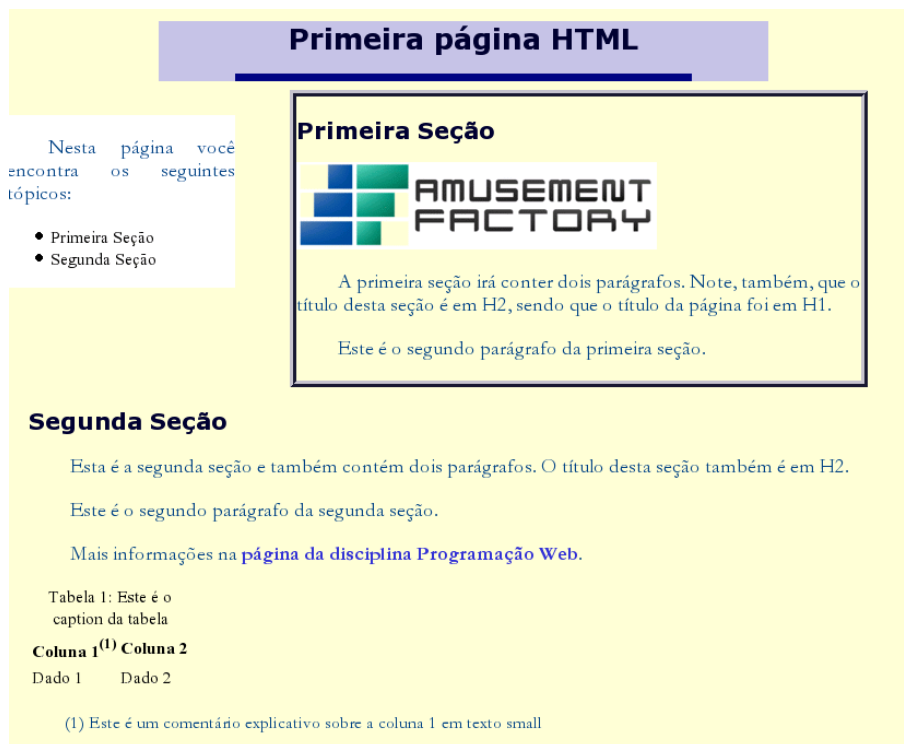 Primeira página HTML
Nesta página você
encontra os seguintes
tópicos:
Primeira Seção
Segunda Seção
Primeira Seção
AMUSEMENT
FACTORY
A primeira seção irá conter dois parágrafos. Note, também, que o
título desta seção é em H2, sendo que o título da página foi em H1.
Este é o segundo parágrafo da primeira seção.
Segunda Seção
Esta é a segunda seção e também contém dois parágrafos. O título desta seção também é em H2.
Este é o segundo parágrafo da segunda seção.
Mais informações na página da disciplina Programação Web.
Tabela 1: Este é o
caption da tabela
Coluna 1(1) Coluna 2
Dado 1 Dado 2
(1) Este é um comentário explicativo sobre a coluna 1 em texto small